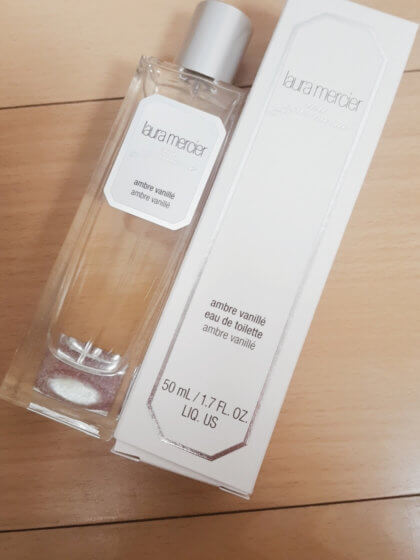 laura mercier
ambre vanillé
ambre vanillé
laura mercier
ambre vanillé
eau de toilette
ambre vanillé
50 mL / 1.7 FL. OZ.
LIQ. US